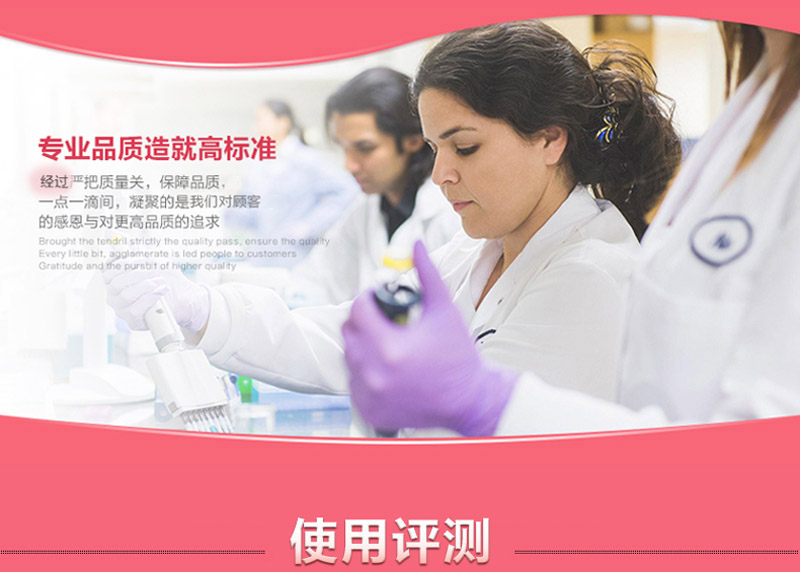 专业品质造就高标准
经过严把质量关，保障品质，
一点一滴间，凝聚的是我们对顾客
的感恩与对更高品质的追求
Brought the tendril strictly the quality pass, ensure the quality
Every little bit, agglomerate is led people to customers
Gratitude and the purstit of higher quality
使用评测